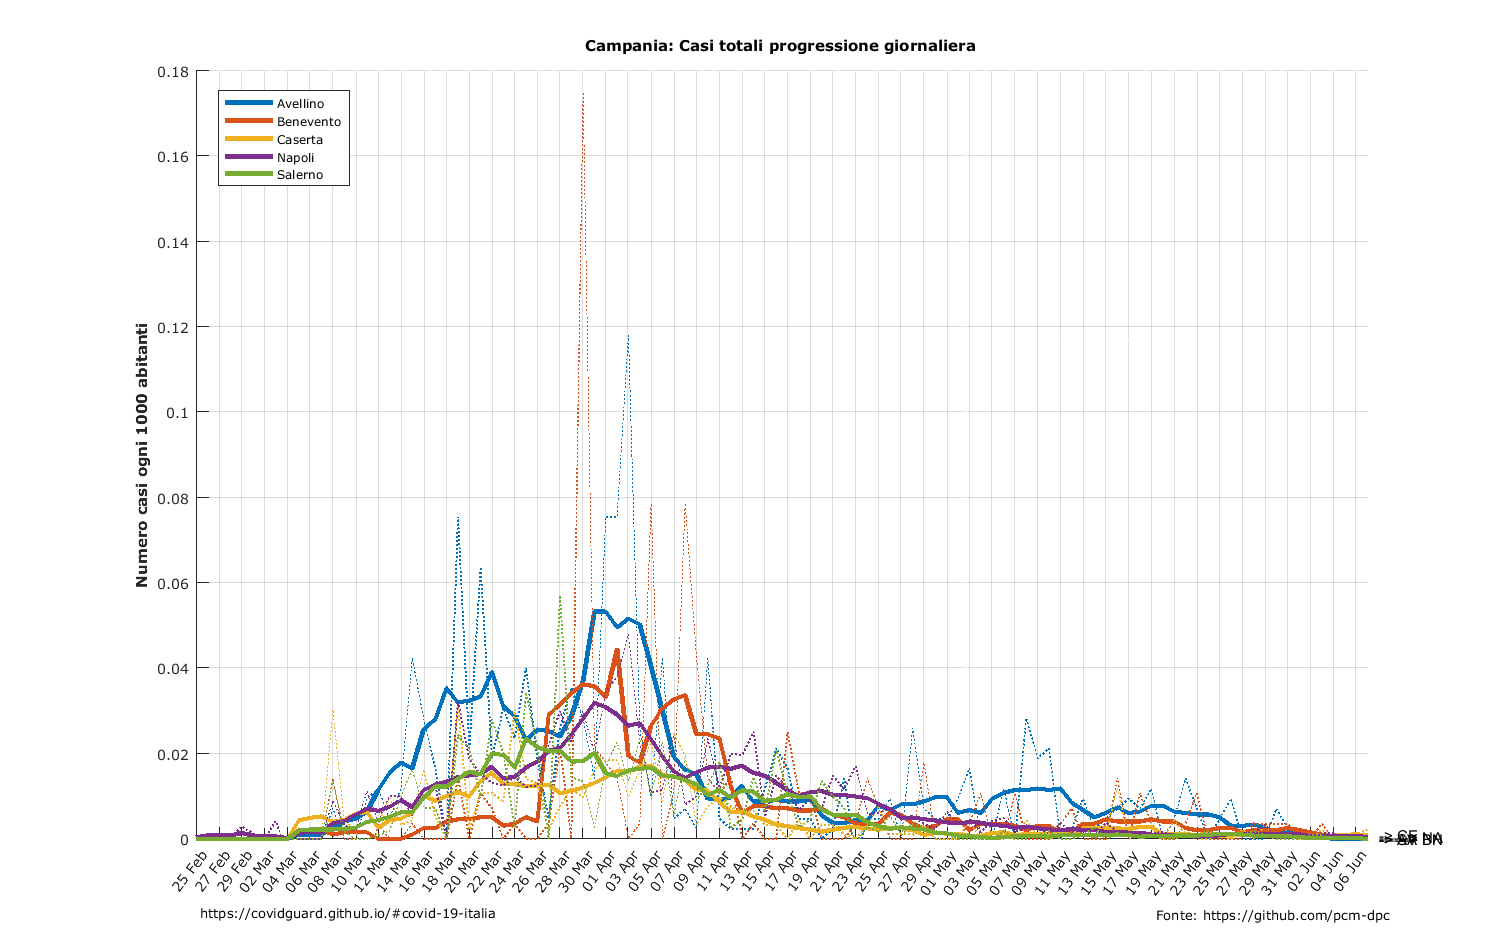 Campania: Casi totali progressione giornaliera
Numero casi ogni 1000 abitanti
0.18
0.16
0.14
0.12
0.1
0.08
0.06
0.04
0.02
0
Avellino
Benevento
Caserta
Napoli
Salerno
25 Feb
27 Feb
29 Feb
02 Mar
04 Mar
06 Mar
08 Mar
10 Mar
12 Mar
14 Mar
16 Mar
18 Mar
20 Mar
22 Mar
24 Mar
26 Mar
28 Mar
30 Mar
01 Apr
03 Apr
05 Apr
07 Apr
09 Apr
11 Apr
13 Apr
15 Apr
17 Apr
19 Apr
21 Apr
23 Apr
25 Apr
27 Apr
29 Apr
01 May
03 May
05 May
07 May
09 May
11 May
13 May
15 May
17 May
19 May
21 May
23 May
25 May
27 May
29 May
31 May
02 Jun
04 Jun
06 Jun
CE
NA
BN
https://covidguard.github.io/#covid-19-italia
Fonte: https://github.com/pcm-dpc